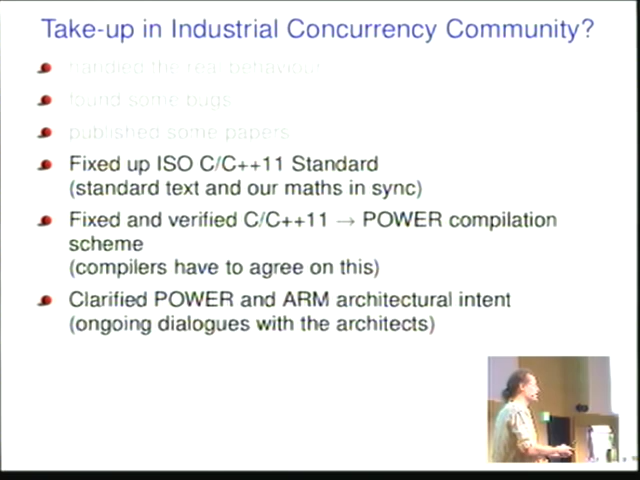 Take-up in Industrial Concurrency Community?
handled the real behaviour
found some bugs
published some papers
Fixed up ISO C/C++11 Standard
(standard text and our maths in sync)
Fixed and verified C/C++11 → POWER compilation
scheme
(compilers have to agree on this)
Clarified POWER and ARM architectural intent
(ongoing dialogues with the architects)